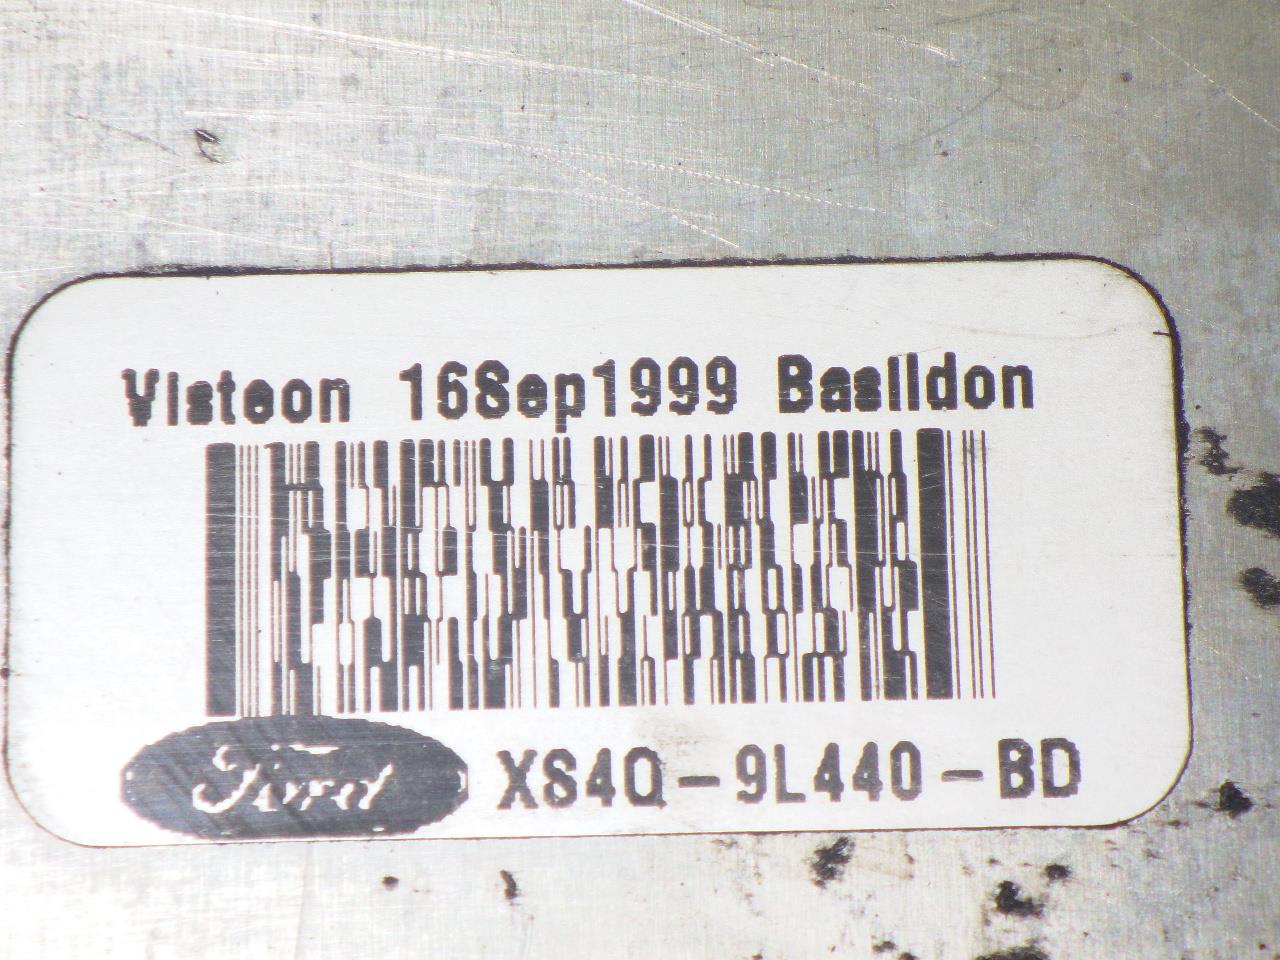 Visteon 16Sep1999 Basildon
Ford XS4Q-9L440-BD